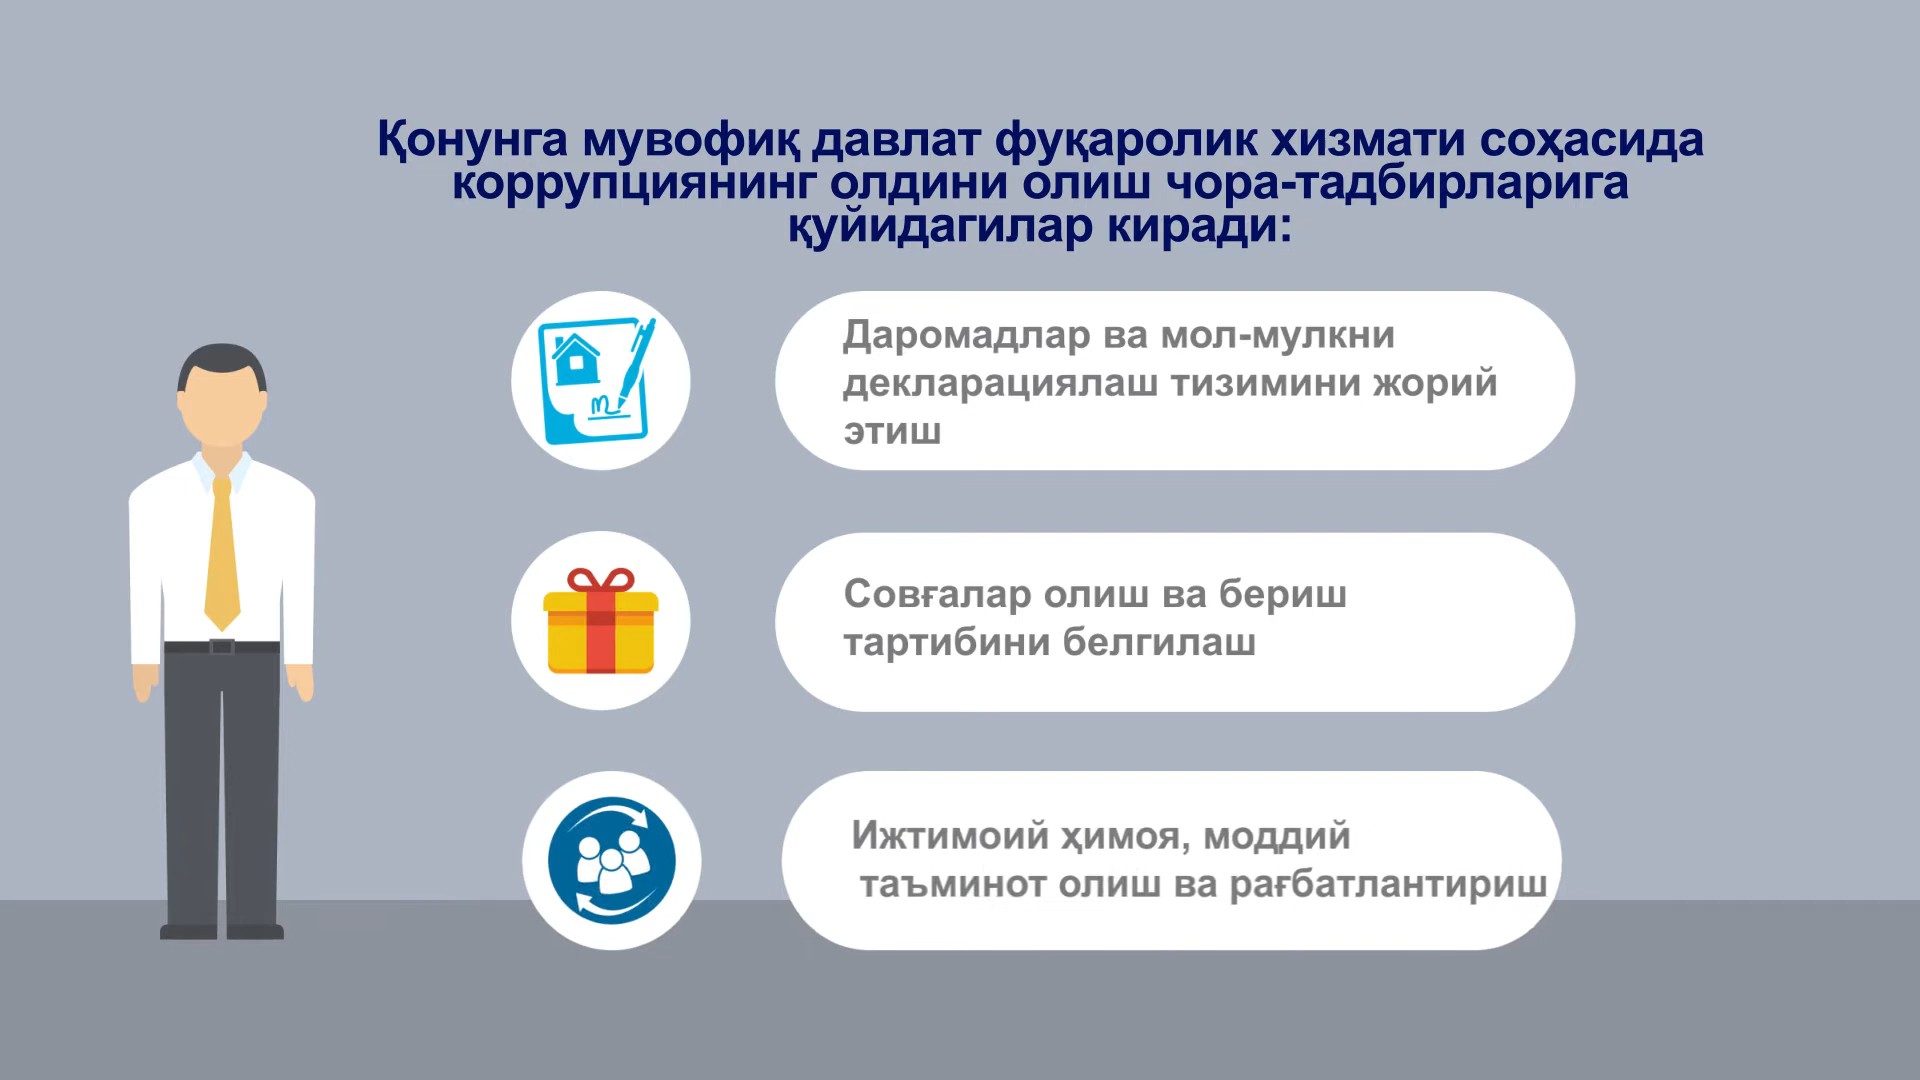 Қонунга мувофиқ давлат фуқаролик хизмати соҳасида
коррупциянинг олдини олиш чора-тадбирларига
қуйидагилар киради:
Даромадлар ва мол-мулкни
декларациялаш тизимини жорий
этиш
Совғалар олиш ва бериш
тартибини белгилаш
Ижтимоий ҳимоя, моддий
таъминот олиш ва рағбатлантириш